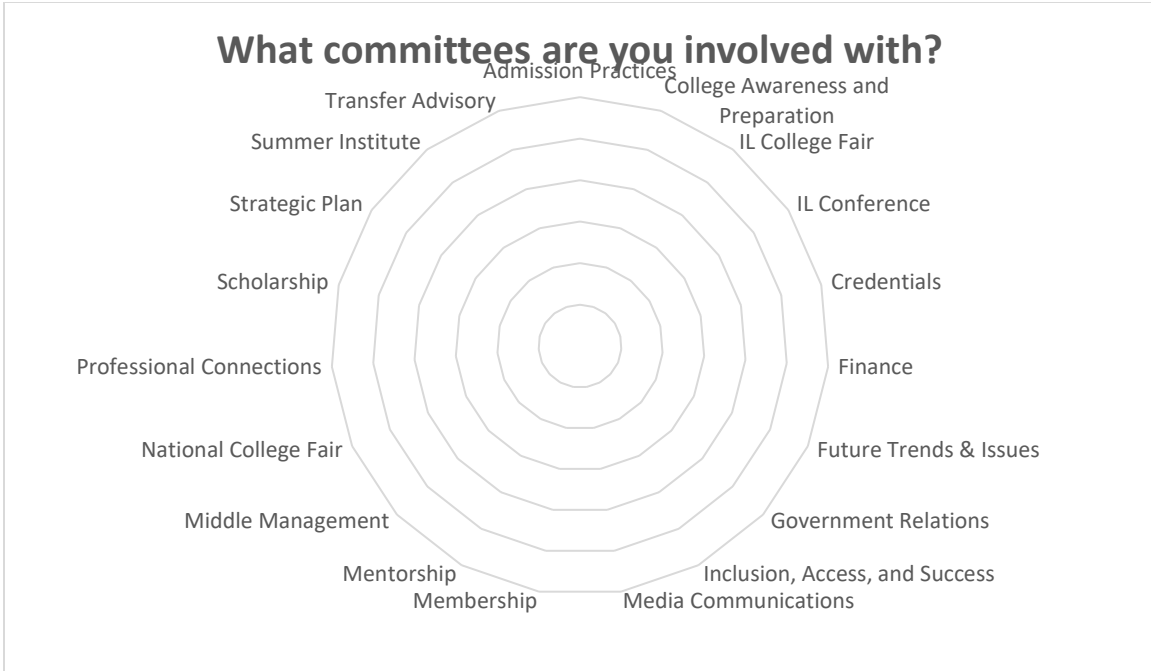 What committees are you involved with?
Admission Practices
College Awareness and
Preparation
IL College Fair
IL Conference
Credentials
Finance
Future Trends & Issues
Government Relations
Inclusion, Access, and Success
Media Communications
Membership
Mentorship
Middle Management
National College Fair
Professional Connections
Scholarship
Strategic Plan
Summer Institute
Transfer Advisory